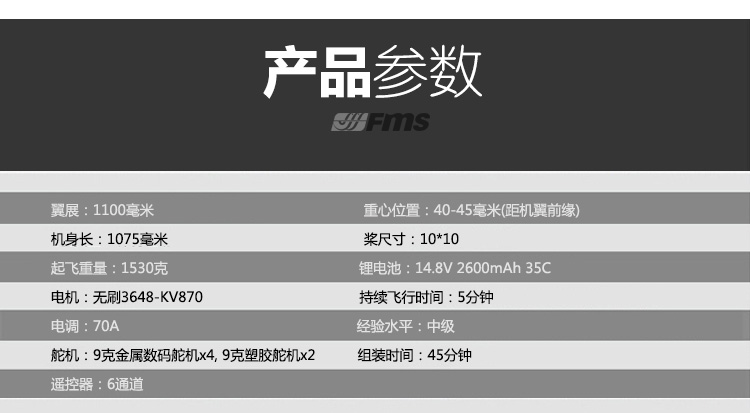 产品参数
FMS
翼展：1100毫米 重心位置：40-45毫米(距机翼前缘)
机身长：1075毫米 桨尺寸：10*10
起飞重量：1530克 锂电池：14.8V 2600mAh 35C
电机：无刷3648-KV870 持续飞行时间：5分钟
电调：70A 经验水平：中级
舵机：9克金属数码舵机x4, 9克塑胶舵机x2 组装时间：45分钟
遥控器：6通道